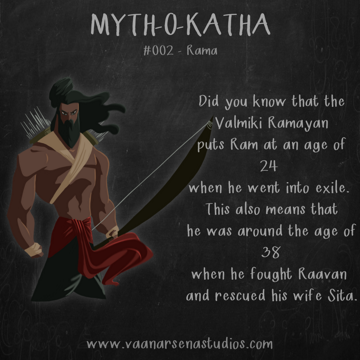 MYTH-O-KATHA
#002 - Rama
Did you know that the
Valmiki Ramayan
puts Ram at an age of
24
when he went into exile.
This also means that
he was around the age of
38
when he fought Raavan
and rescued his wife Sita.
www.vaanarsenastudios.com